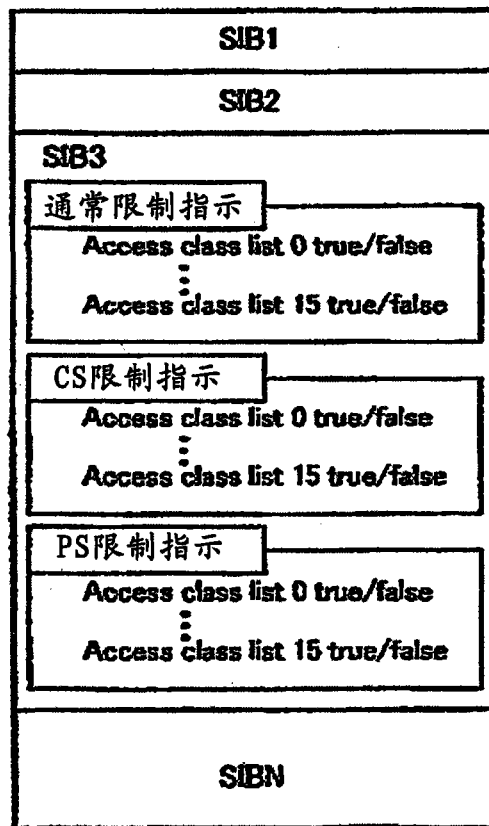 SIB1
SIB2
SIB3
通常限制指示
Access class list 0 true/false
Access class list 15 true/false
CS限制指示
Access class list 0 true/false
Access class list 15 true/false
PS限制指示
Access class list 0 true/false
Access class list 15 true/false
SIBN